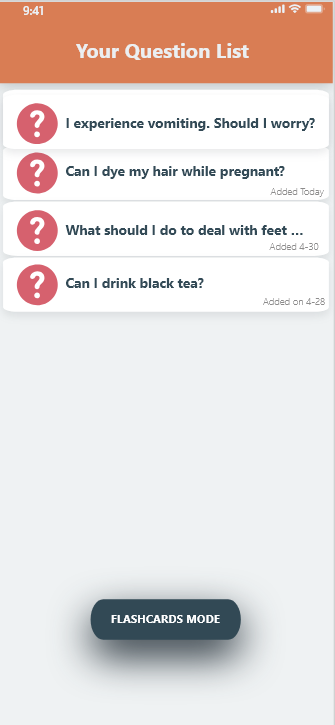 9:41
Your Question List
?
I experience vomiting. Should I worry?
?
Can I dye my hair while pregnant?
Added Today
?
What should I do to deal with feet ...
Added 4-30
?
Can I drink black tea?
Added on 4-28
FLASHCARDS MODE